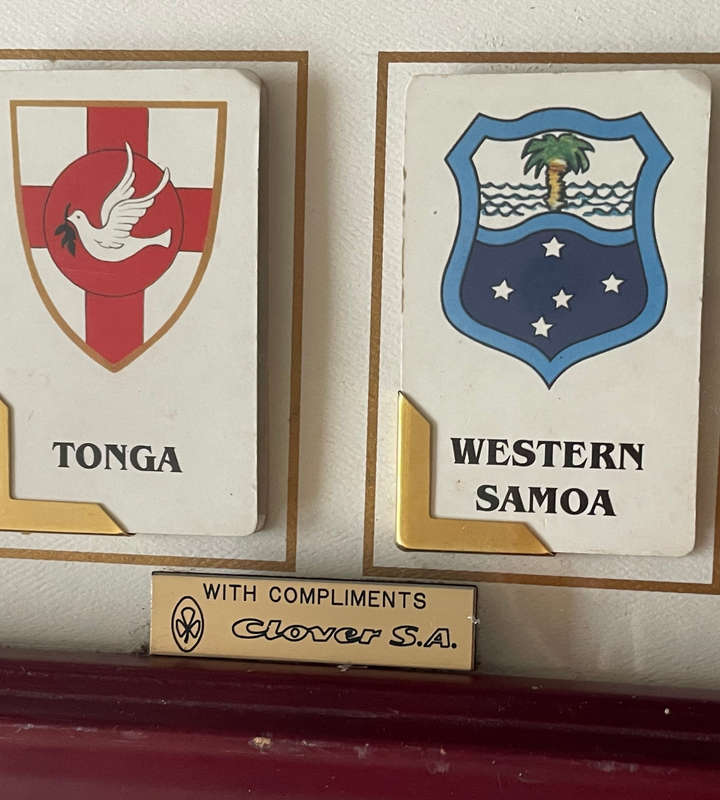 TONGA
WESTERN
SAMOA
WITH COMPLIMENTS
Clover S.A.